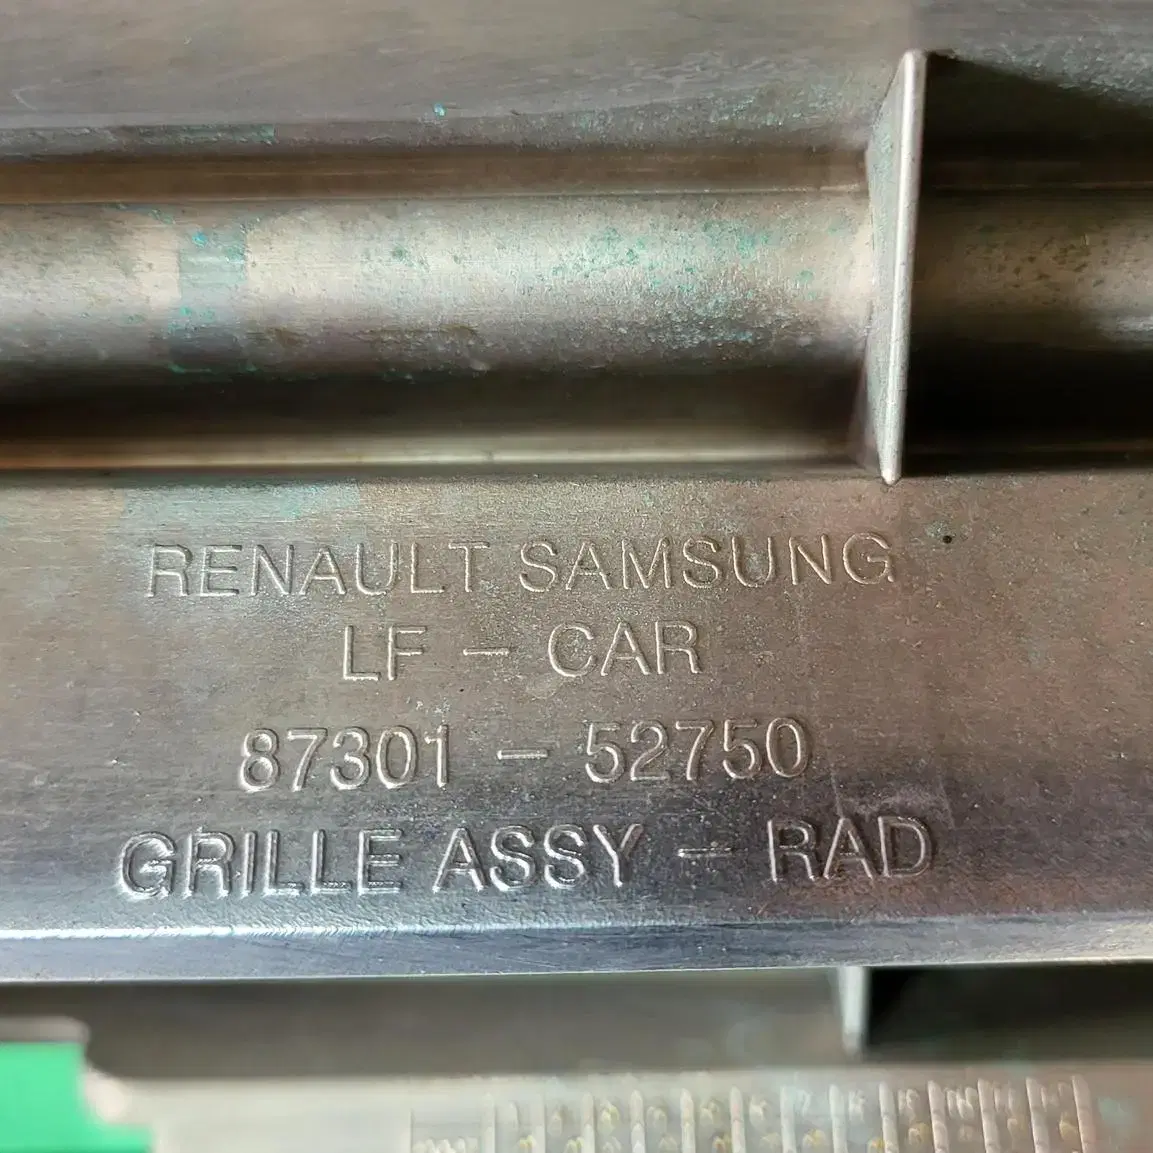 RENAULT SAMSUNG
LF - CAR
87301 - 52750
GRILLE ASSY - RAD